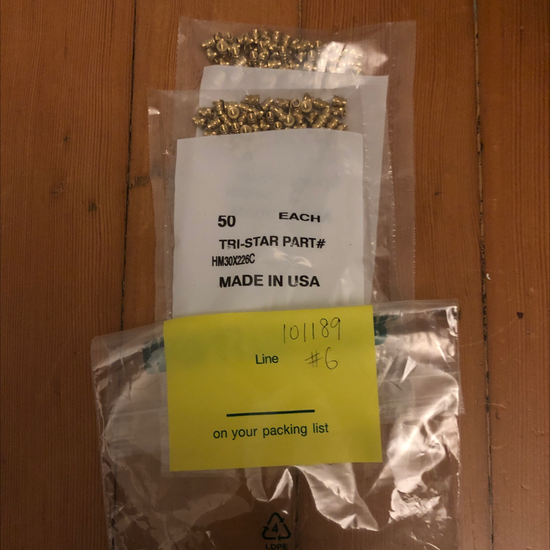 50 EACH
TRI-STAR PART#
HM30X226C
MADE IN USA
101189
Line #6
on your packing list
4
LDPE